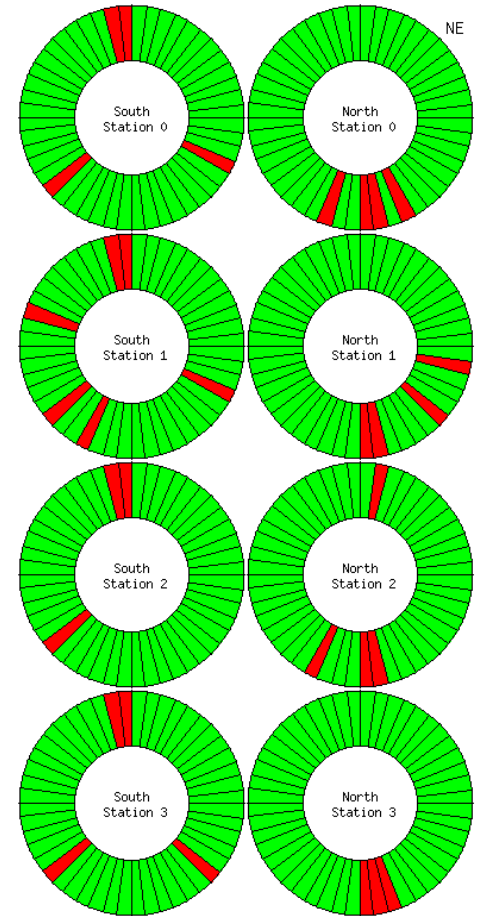 NE
South
Station 0
North
Station 0
South
Station 1
North
Station 1
South
Station 2
North
Station 2
South
Station 3
North
Station 3